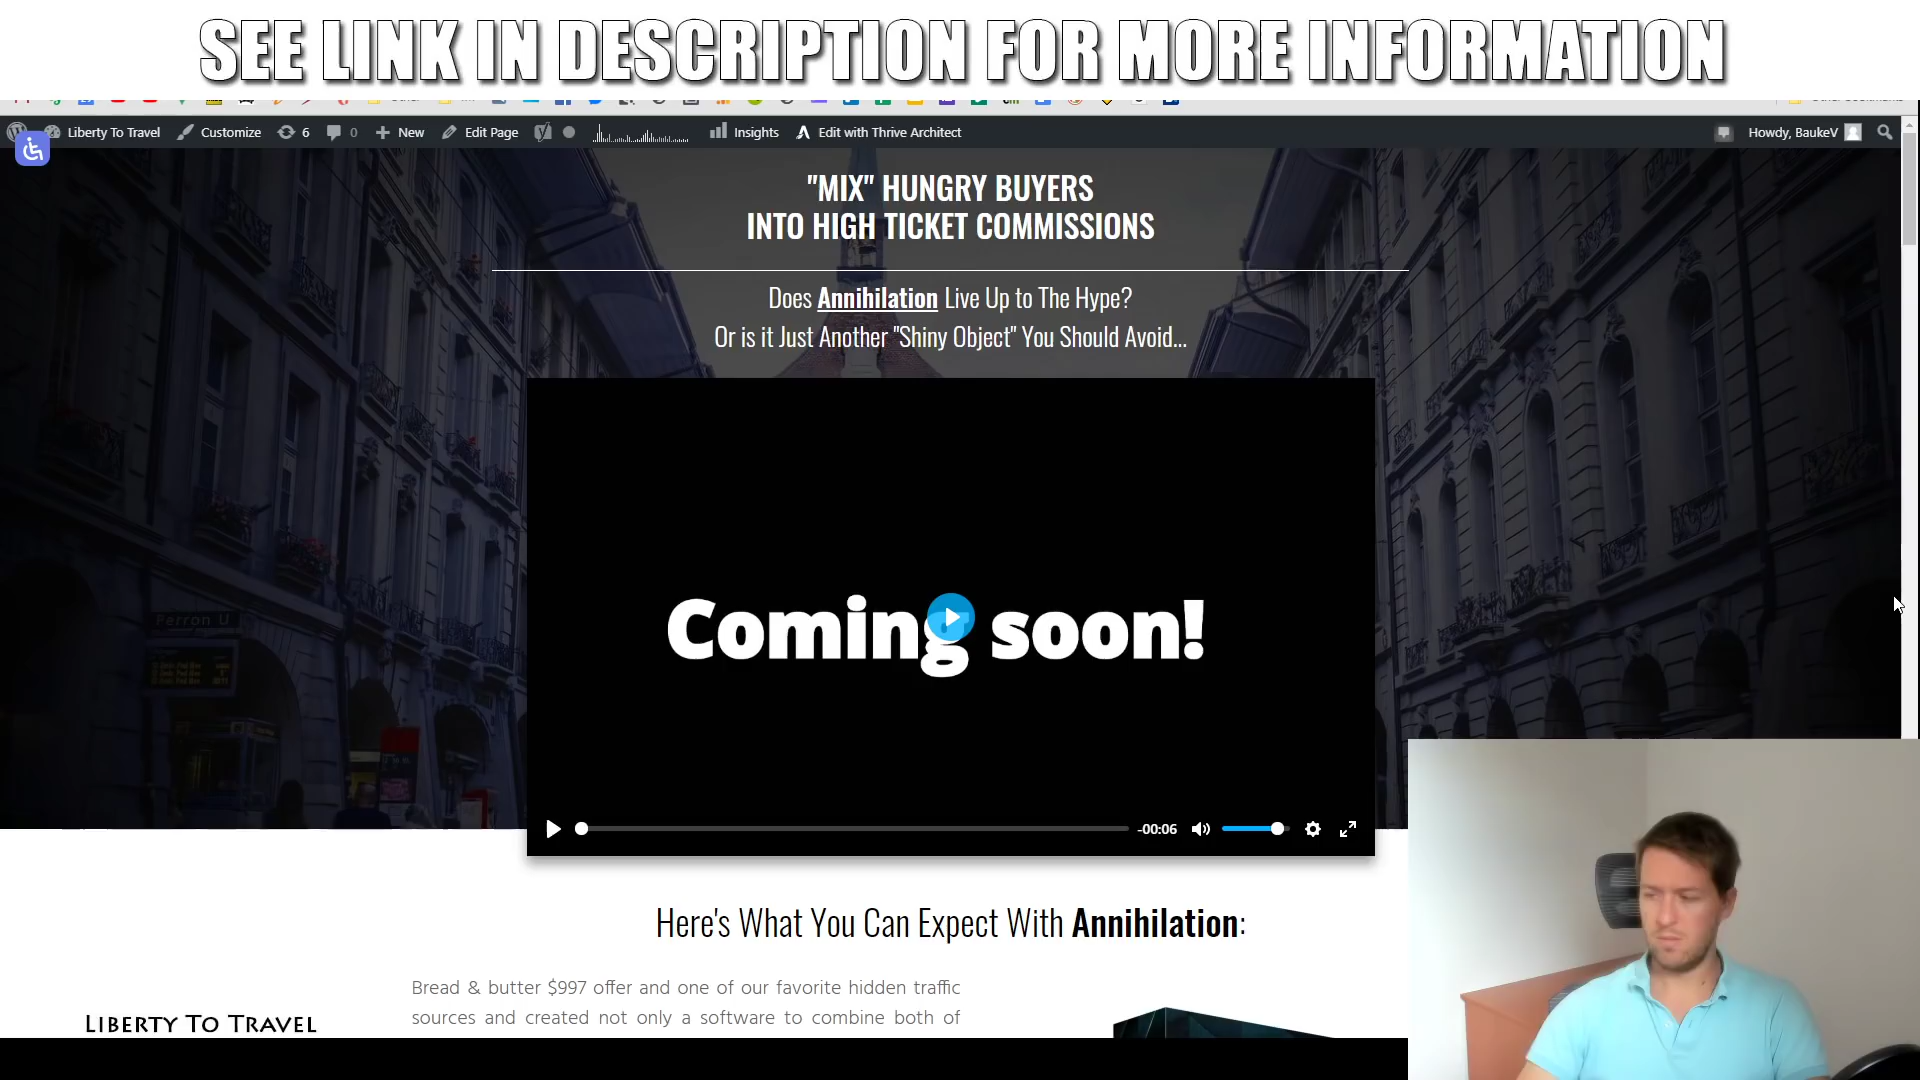 SEE LINK IN DESCRIPTION FOR MORE INFORMATION
Liberty To Travel Customize 6 0 New Edit Page Insights Edit with Thrive Architect Howdy, BaukeV
"MIX" HUNGRY BUYERS
INTO HIGH TICKET COMMISSIONS
Does Annihilation Live Up to The Hype?
Or is it Just Another "Shiny Object" You Should Avoid...
Perron U
Coming soon!
-00:06
Here's What You Can Expect With Annihilation:
Bread & butter $997 offer and one of our favorite hidden traffic
sources and created not only a software to combine both of
LIBERTY TO TRAVEL